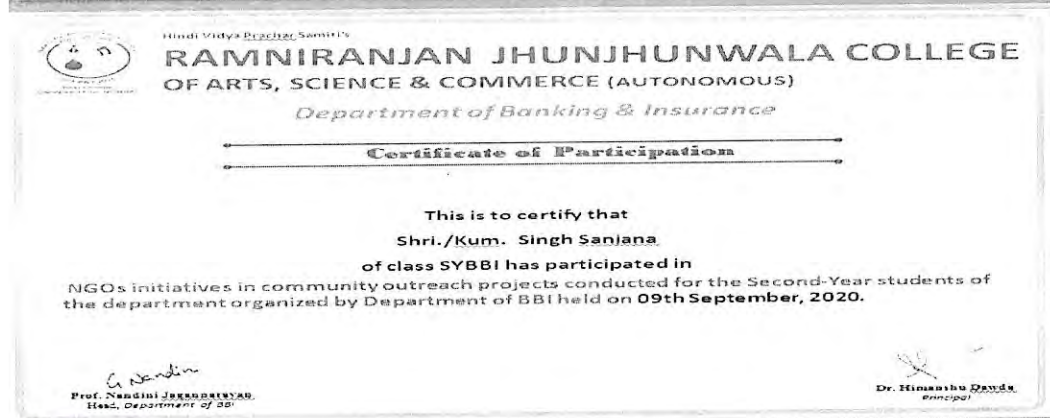 Hindi Vidya Prachar Samiti's
RAMNIRANJAN JHUNJHUNWALA COLLEGE
OF ARTS, SCIENCE & COMMERCE (AUTONOMOUS)
Department of Banking & Insurance
Certificate of Participation
This is to certify that
Shri./Kum. Singh Sanjana
of class SYBBI has participated in
NGOs initiatives in community outreach projects conducted for the Second-Year students of
the department organized by Department of BBI held on 09th September, 2020.
G Nandini
Prof. Nandini Jagannarayan
Head, Department of BBI
Dr. Himanshu Dawda
Principal